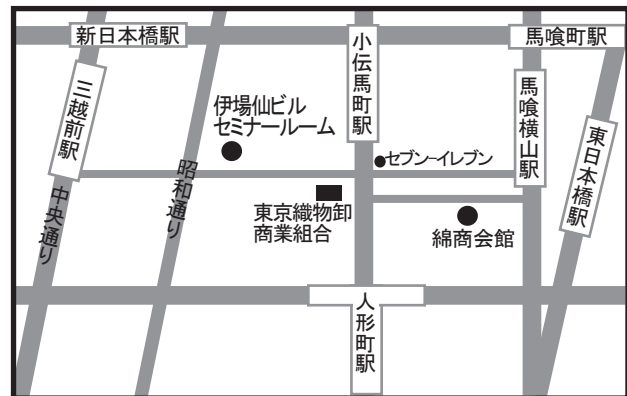 新日本橋駅
小伝馬町駅
馬喰町駅
三越前駅
伊場仙ビル
セミナールーム
馬喰横山駅
東日本橋駅
昭和通り
セブン-イレブン
中央通り
東京織物卸
商業組合
綿商会館
人形町駅